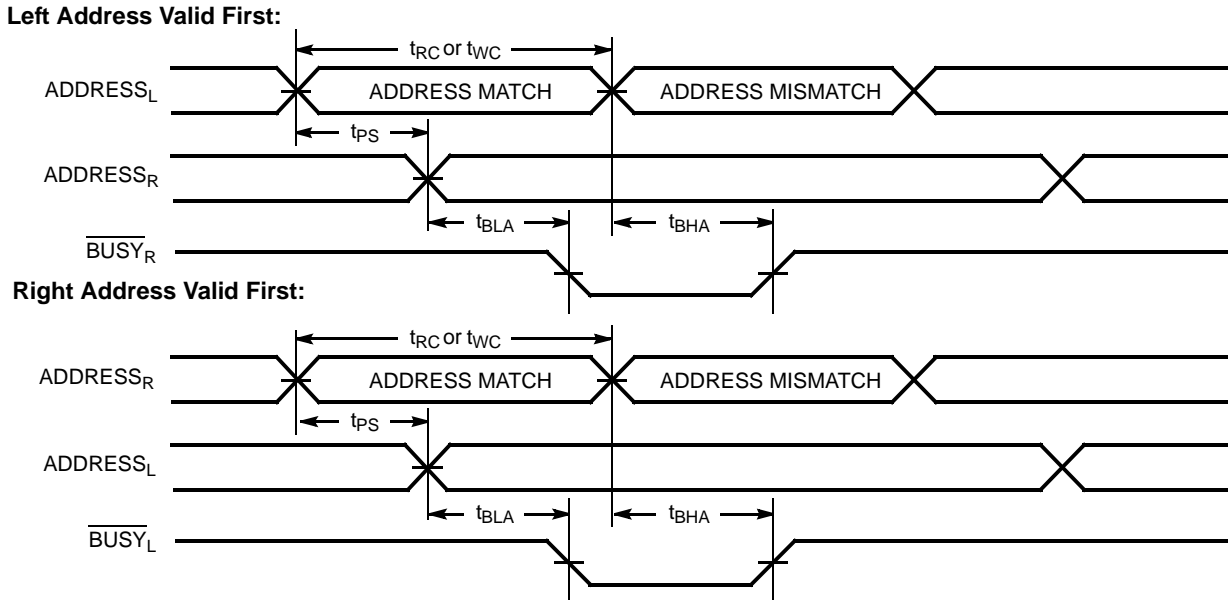 Left Address Valid First:
tRC or tWC
ADDRESSL ADDRESS MATCH ADDRESS MISMATCH
tPS
ADDRESSR
tBLA tBHA
BUSYR
Right Address Valid First:
tRC or tWC
ADDRESSR ADDRESS MATCH ADDRESS MISMATCH
tPS
ADDRESSL
tBLA tBHA
BUSYL